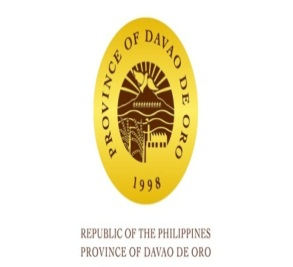 PROVINCE OF DAVAO DE ORO
1998
REPUBLIC OF THE PHILIPPINES
PROVINCE OF DAVAO DE ORO